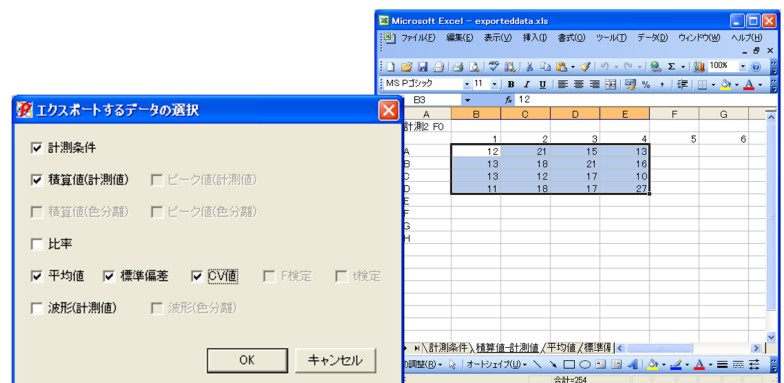 Microsoft Excel - exporteddata.xls
ファイル(F) 編集(E) 表示(V) 挿入(I) 書式(O) ツール(T) データ(D) ウィンドウ(W) ヘルプ(H)
100%
MS Pゴシック 11 B I U
B3 fx 12
A B C D E F G
計測2 F0
1 2 3 4 5 6
A 12 21 15 13
B 13 18 21 16
C 13 12 17 10
D 11 18 17 27
E
F
G
H
計測条件 積算値-計測値 平均値 標準偏
の調整(R) オートシェイプ(U)
合計=254
エクスポートするデータの選択
計測条件
積算値(計測値) ピーク値(計測値)
積算値(色分離) ピーク値(色分離)
比率
平均値 標準偏差 CV値 F検定 t検定
波形(計測値) 波形(色分離)
OK キャンセル